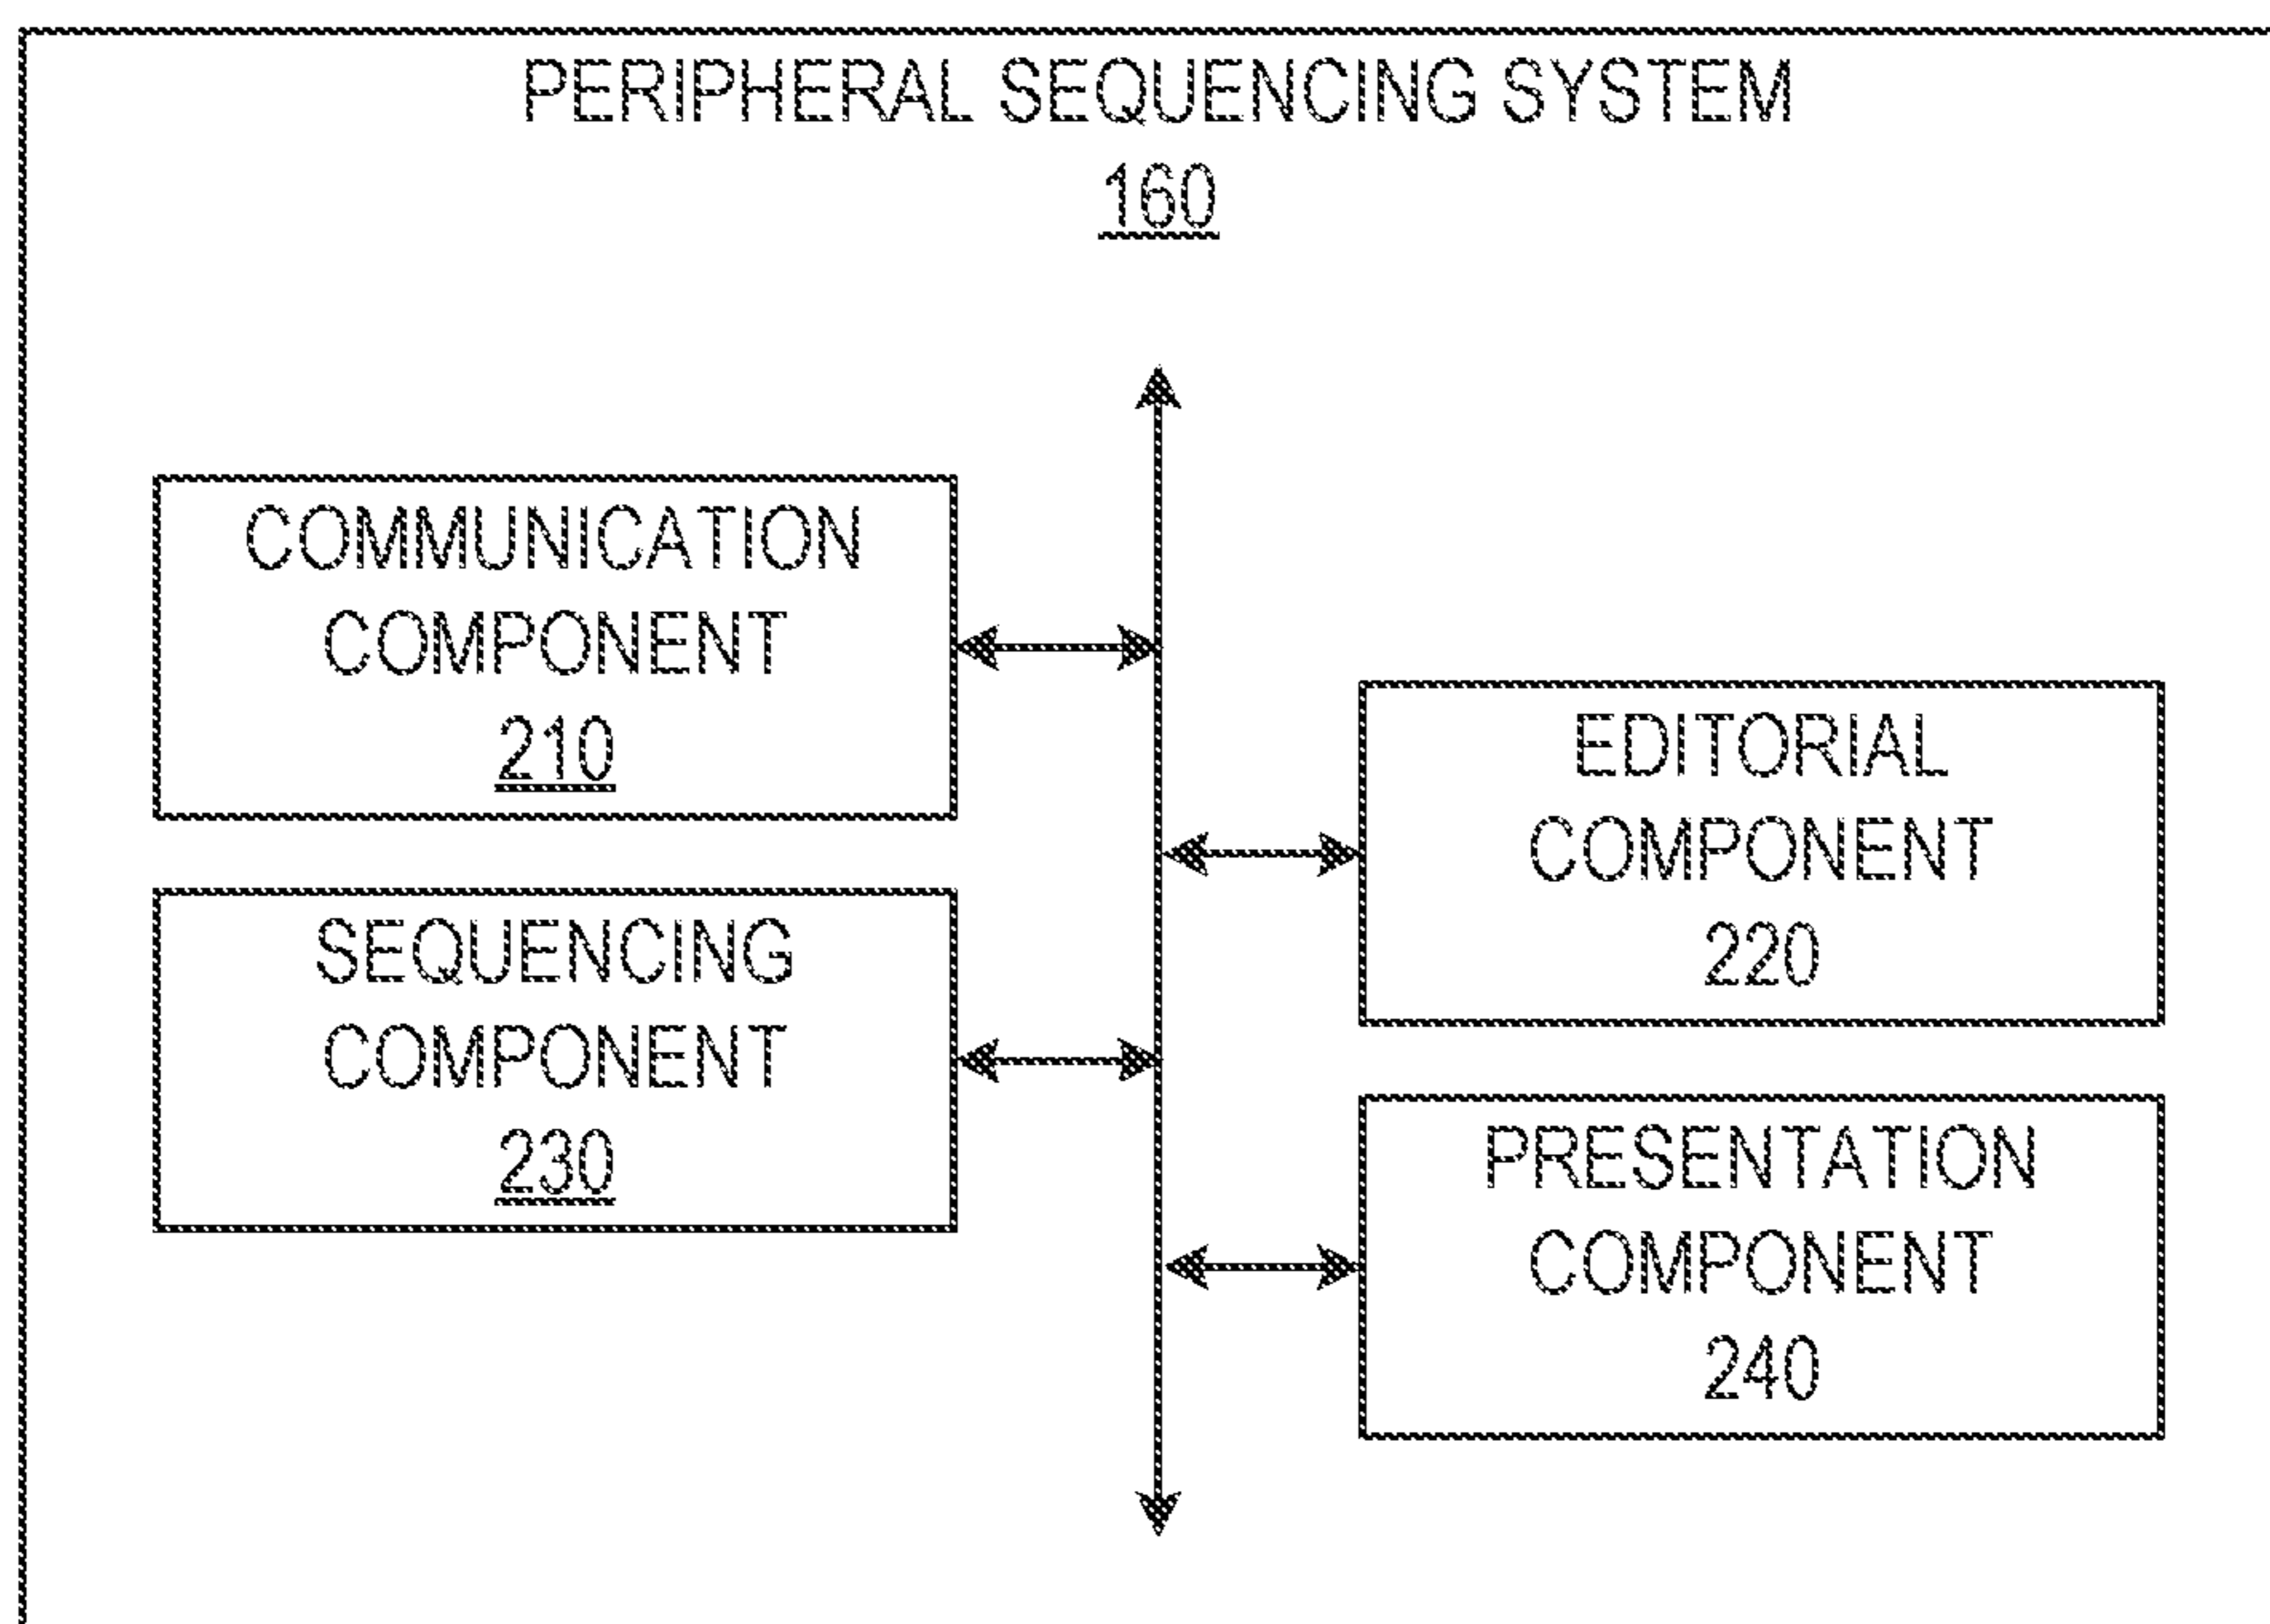 PERIPHERAL SEQUENCING SYSTEM
160
COMMUNICATION
COMPONENT
210
EDITORIAL
COMPONENT
220
SEQUENCING
COMPONENT
230
PRESENTATION
COMPONENT
240